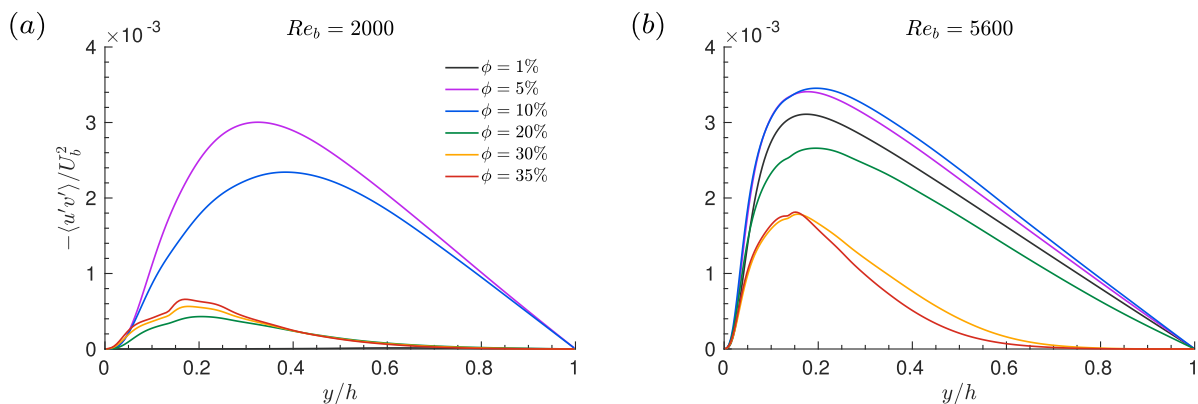 (a)
×10⁻³
Re_b = 2000
4
3
2
1
0
−⟨u′v′⟩/U_b²
ϕ = 1%
ϕ = 5%
ϕ = 10%
ϕ = 20%
ϕ = 30%
ϕ = 35%
0 0.2 0.4 0.6 0.8 1
y/h
(b)
×10⁻³
Re_b = 5600
4
3
2
1
0
0 0.2 0.4 0.6 0.8 1
y/h